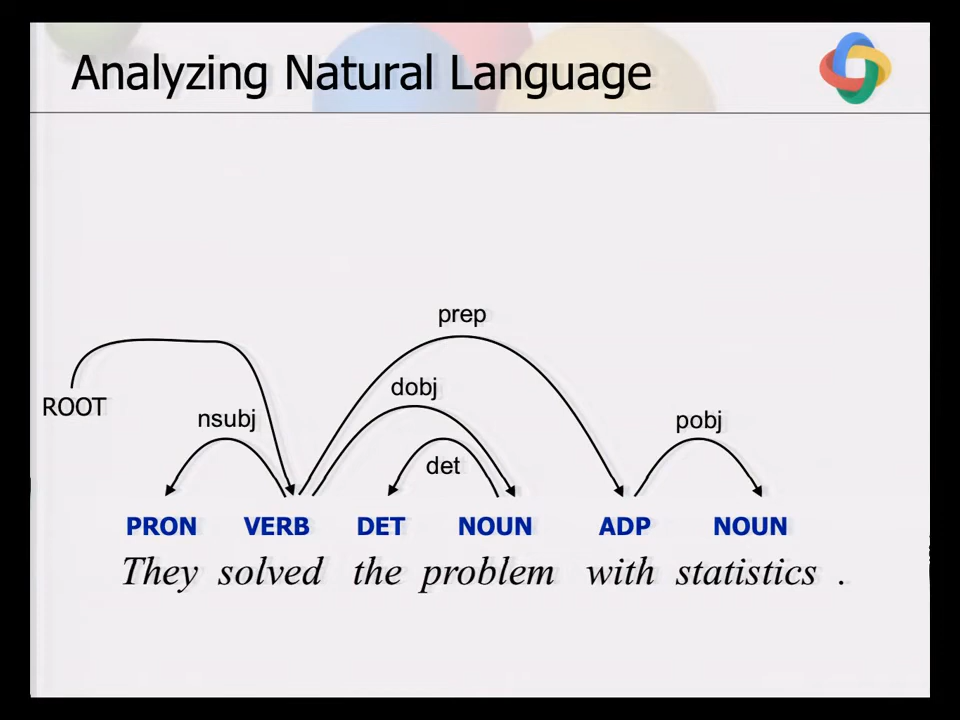 Analyzing Natural Language
prep
dobj
ROOT
nsubj
pobj
det
PRON VERB DET NOUN ADP NOUN
They solved the problem with statistics .